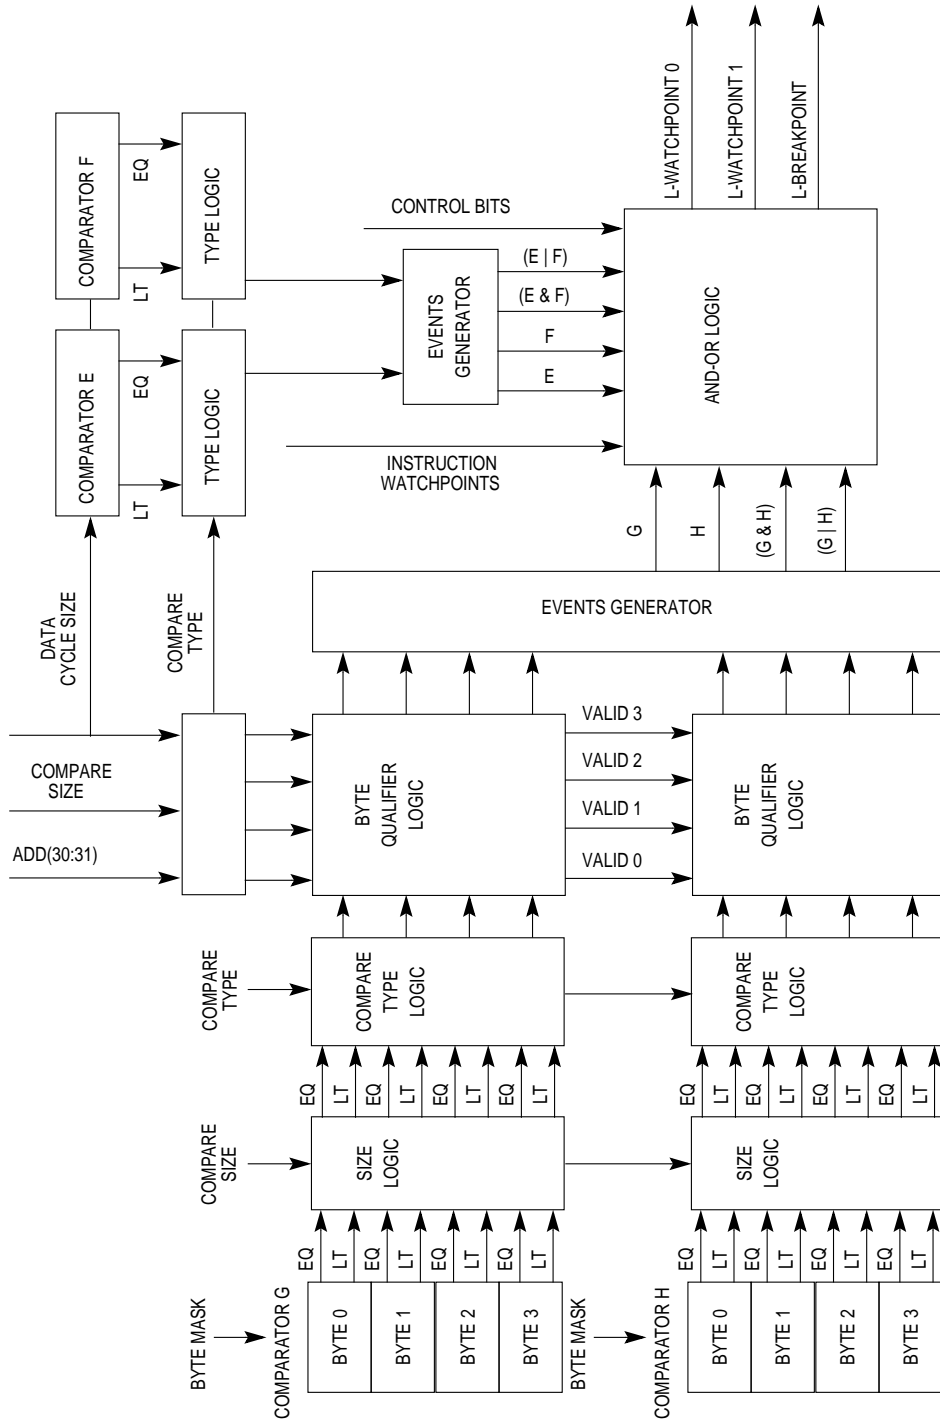 L-WATCHPOINT 0
L-WATCHPOINT 1
L-BREAKPOINT
COMPARATOR F
EQ
LT
TYPE LOGIC
CONTROL BITS
(E | F)
(E & F)
F
E
EVENTS
GENERATOR
AND-OR LOGIC
COMPARATOR E
EQ
LT
TYPE LOGIC
INSTRUCTION
WATCHPOINTS
G
H
(G & H)
(G | H)
DATA
CYCLE SIZE
COMPARE
TYPE
EVENTS GENERATOR
COMPARE
SIZE
ADD(30:31)
BYTE
QUALIFIER
LOGIC
VALID 3
VALID 2
VALID 1
VALID 0
BYTE
QUALIFIER
LOGIC
COMPARE
TYPE
COMPARE
TYPE
LOGIC
COMPARE
TYPE
LOGIC
EQ
LT
EQ
LT
EQ
LT
EQ
LT
EQ
LT
EQ
LT
EQ
LT
EQ
LT
COMPARE
SIZE
SIZE
LOGIC
SIZE
LOGIC
EQ
LT
EQ
LT
EQ
LT
EQ
LT
EQ
LT
EQ
LT
EQ
LT
EQ
LT
BYTE MASK
COMPARATOR G
BYTE 0
BYTE 1
BYTE 2
BYTE 3
BYTE MASK
COMPARATOR H
BYTE 0
BYTE 1
BYTE 2
BYTE 3